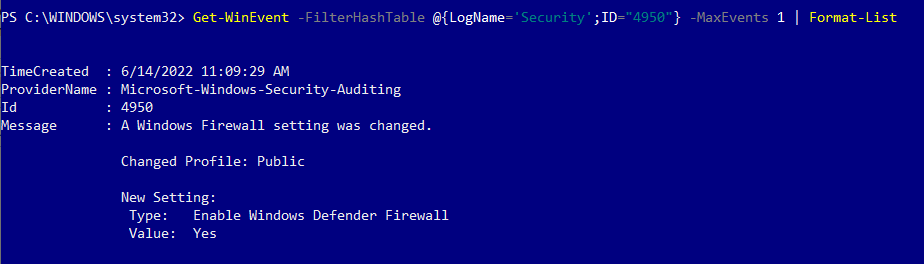 PS C:\WINDOWS\system32> Get-WinEvent -FilterHashTable @{LogName='Security';ID="4950"} -MaxEvents 1 | Format-List
TimeCreated  : 6/14/2022 11:09:29 AM
ProviderName : Microsoft-Windows-Security-Auditing
Id           : 4950
Message      : A Windows Firewall setting was changed.
Changed Profile: Public
New Setting:
Type:   Enable Windows Defender Firewall
Value:  Yes